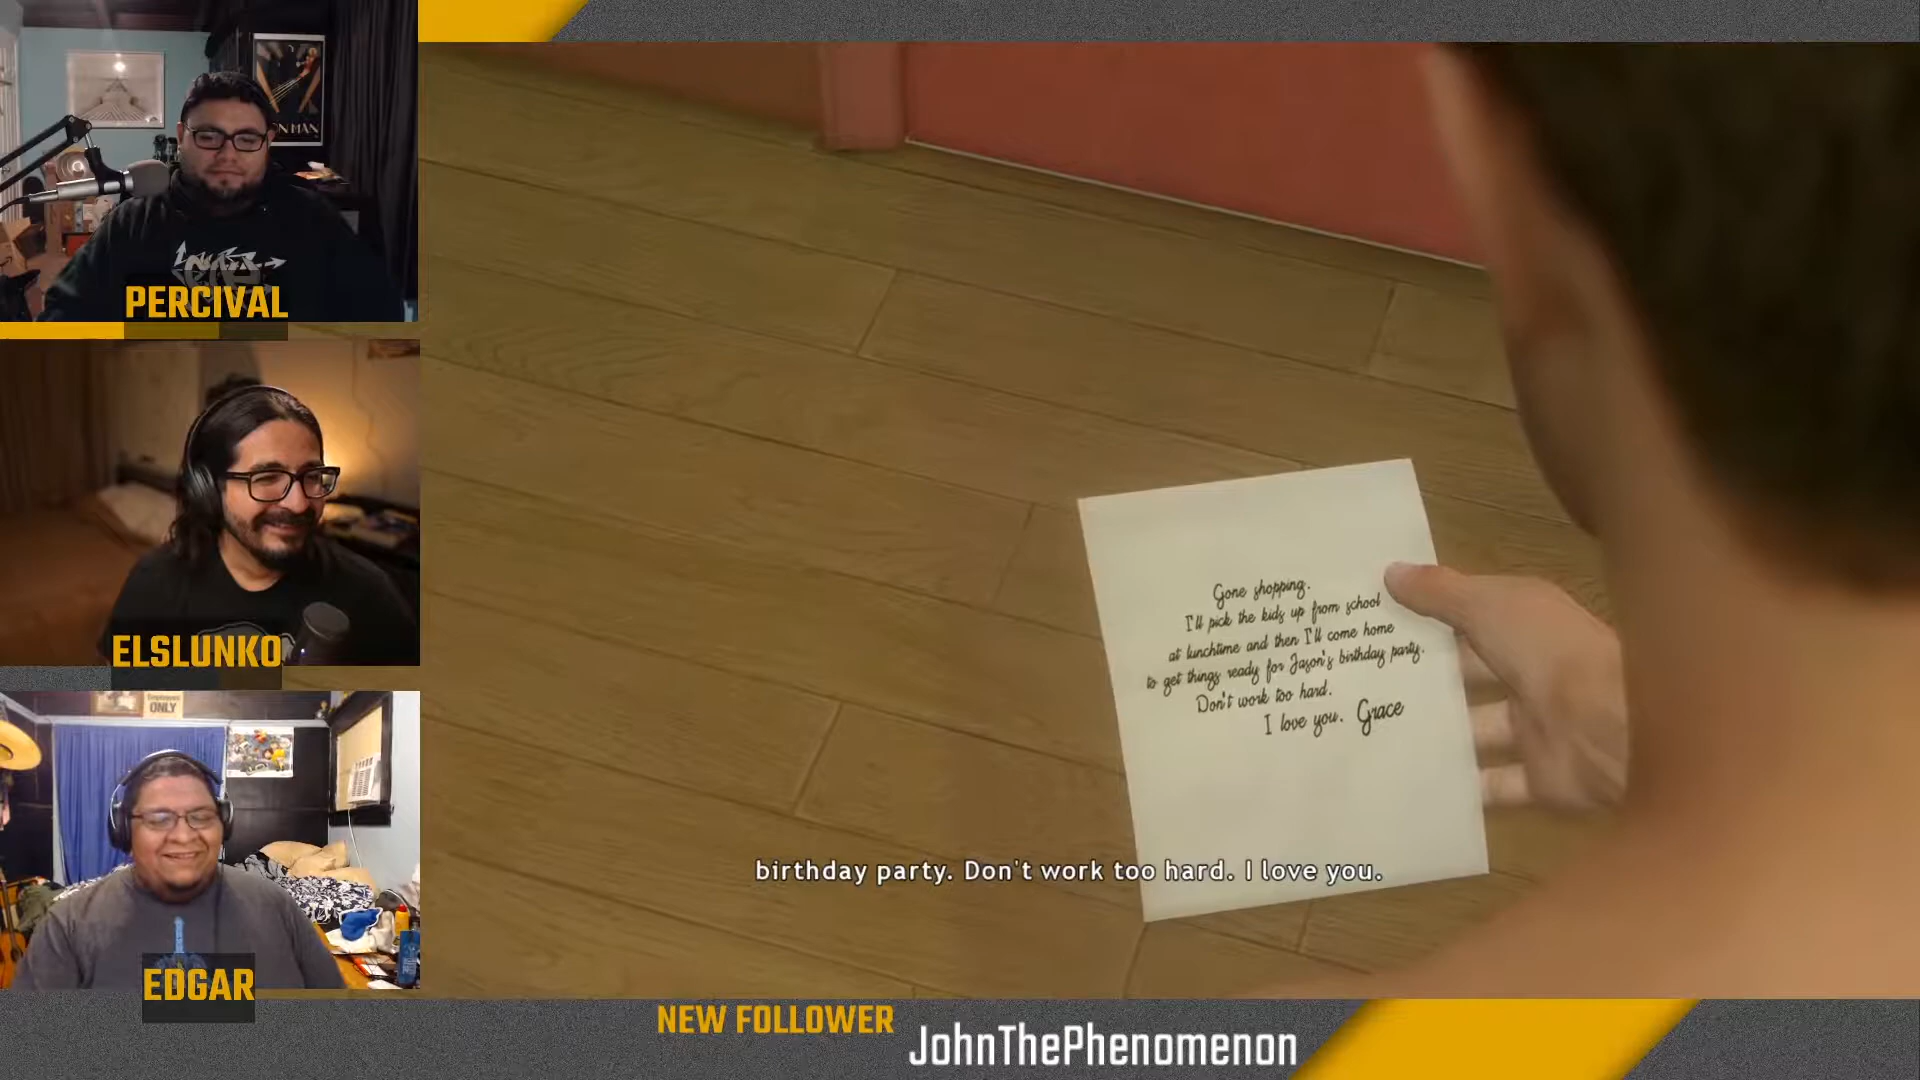 PERCIVAL
ELSLUNKO
ONLY
EDGAR
Gone shopping.
I'll pick the kids up from school
at lunchtime and then I'll come home
to get things ready for Jason's birthday party.
Don't work too hard.
I love you. Grace
birthday party. Don't work too hard. I love you.
NEW FOLLOWER
JohnThePhenomenon